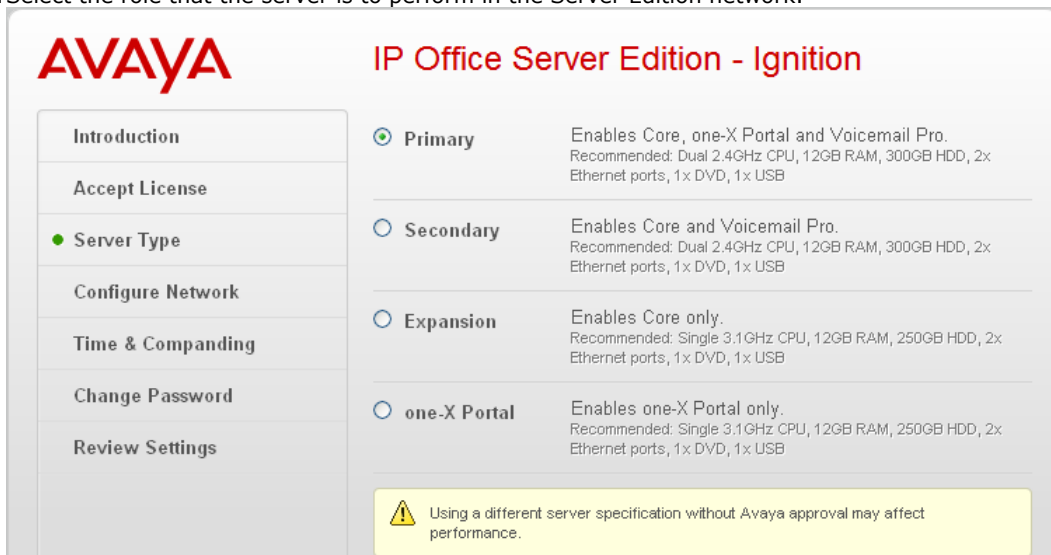 Select the role that the server is to perform in the Server Edition network.
AVAYA
IP Office Server Edition - Ignition
Introduction
Accept License
Server Type
Configure Network
Time & Companding
Change Password
Review Settings
Primary
Enables Core, one-X Portal and Voicemail Pro.
Recommended: Dual 2.4GHz CPU, 12GB RAM, 300GB HDD, 2x
Ethernet ports, 1x DVD, 1x USB
Secondary
Enables Core and Voicemail Pro.
Recommended: Dual 2.4GHz CPU, 12GB RAM, 300GB HDD, 2x
Ethernet ports, 1x DVD, 1x USB
Expansion
Enables Core only.
Recommended: Single 3.1GHz CPU, 12GB RAM, 250GB HDD, 2x
Ethernet ports, 1x DVD, 1x USB
one-X Portal
Enables one-X Portal only.
Recommended: Single 3.1GHz CPU, 12GB RAM, 250GB HDD, 2x
Ethernet ports, 1x DVD, 1x USB
Using a different server specification without Avaya approval may affect
performance.